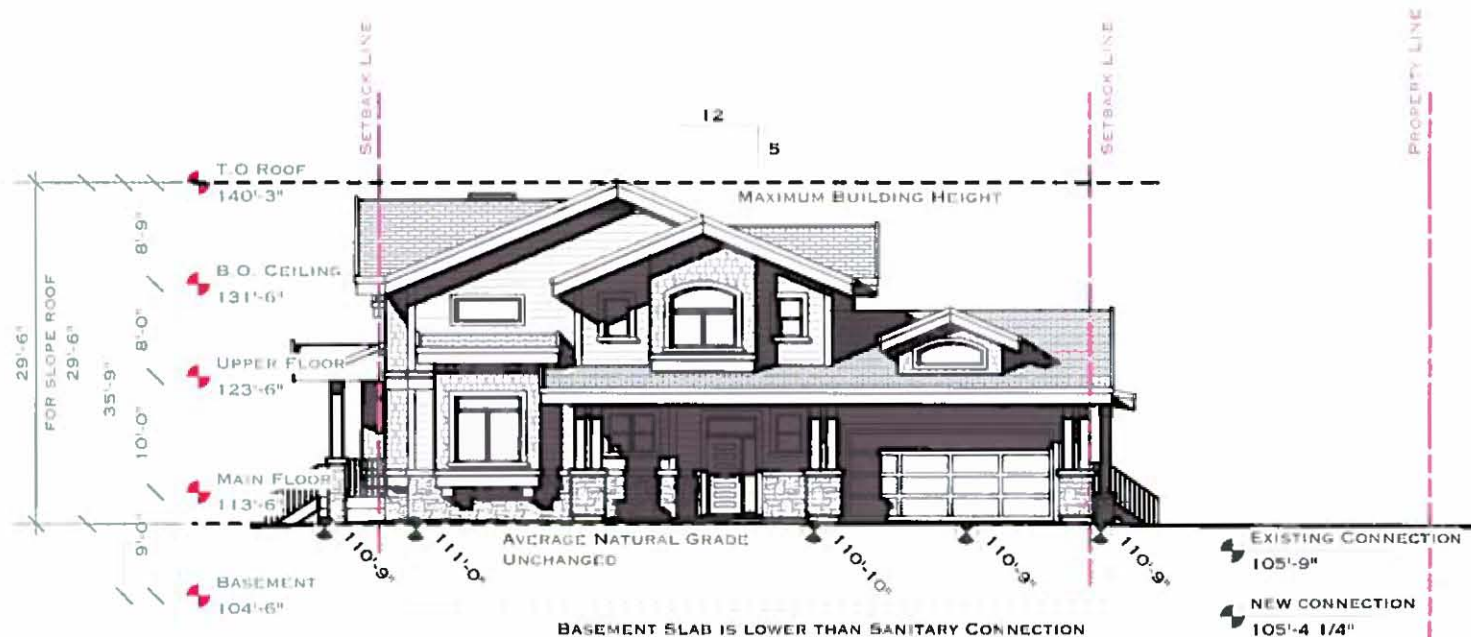 SETBACK LINE
SETBACK LINE
PROPERTY LINE
12
5
T.O ROOF
140'-3"
MAXIMUM BUILDING HEIGHT
8'-9"
B.O. CEILING
131'-6"
29'-6"
FOR SLOPE ROOF
29'-6"
35'-9"
8'-0"
UPPER FLOOR
123'-6"
10'-0"
MAIN FLOOR
113'-6"
9'-0"
AVERAGE NATURAL GRADE
UNCHANGED
110'-9"
111'-0"
110'-10"
110'-9"
110'-9"
EXISTING CONNECTION
105'-9"
BASEMENT
104'-6"
NEW CONNECTION
105'-4 1/4"
BASEMENT SLAB IS LOWER THAN SANITARY CONNECTION